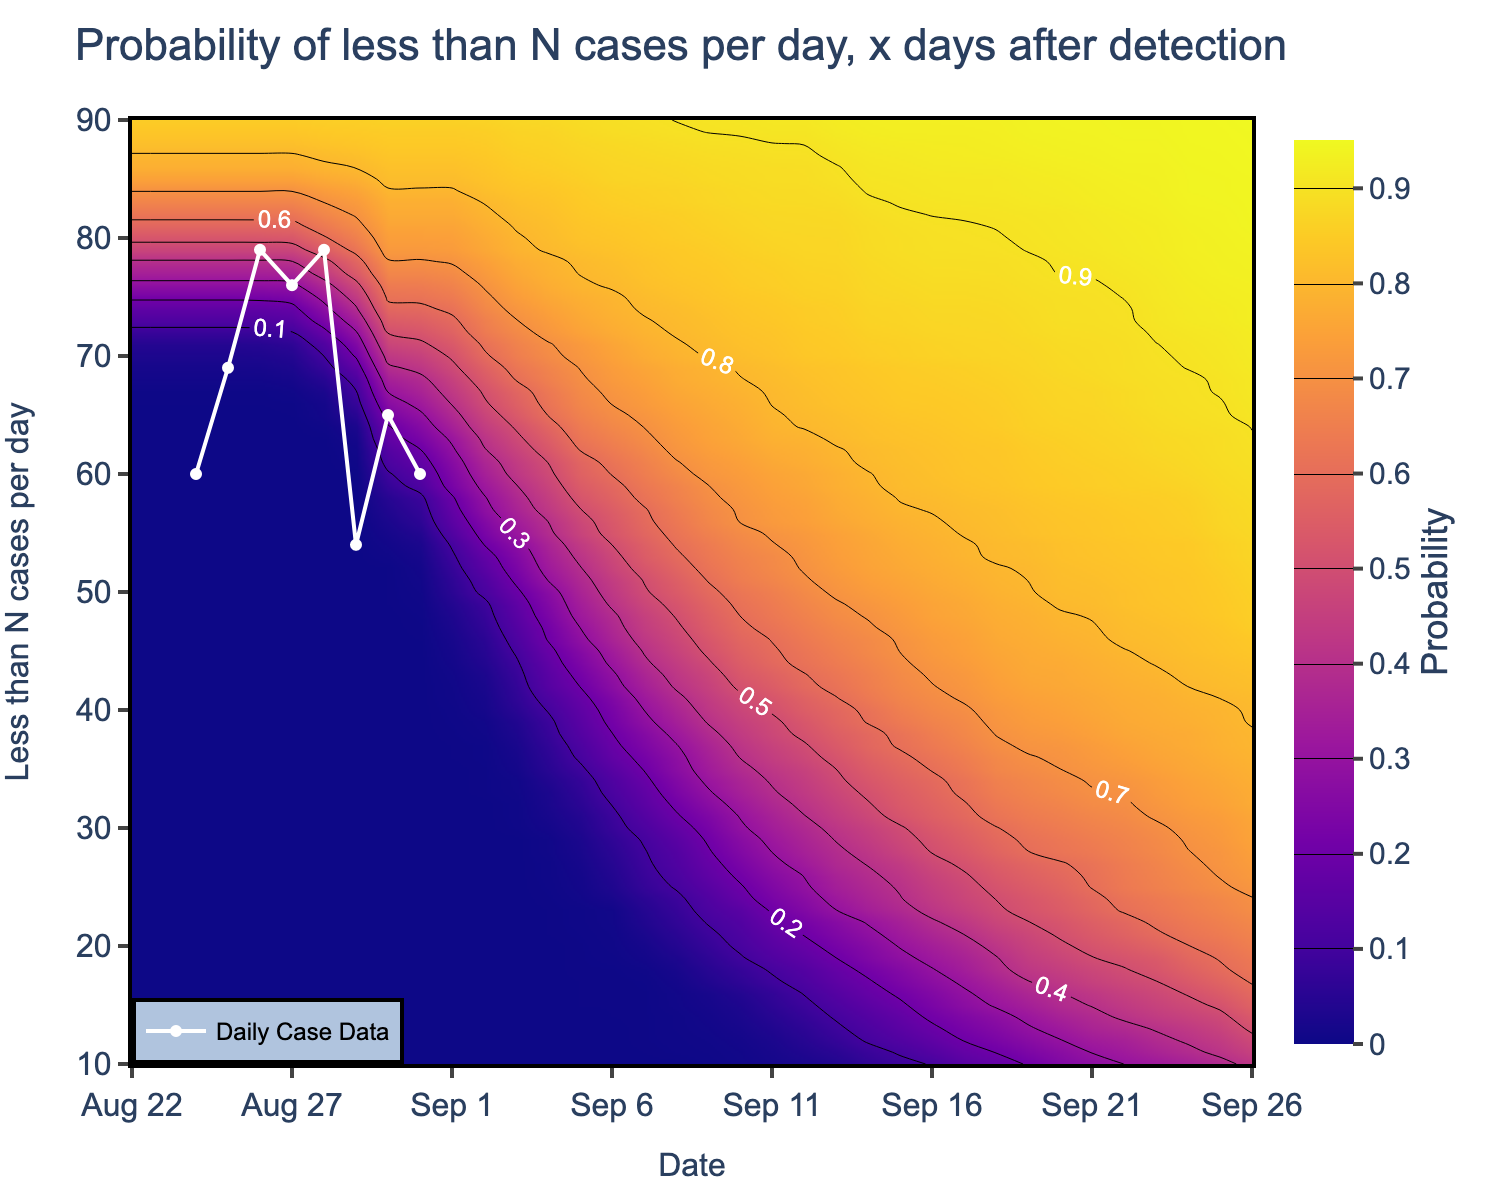 Probability of less than N cases per day, x days after detection
90
80
70
60
50
40
30
20
10
Less than N cases per day
0.6
0.1
0.3
0.8
0.9
0.5
0.7
0.2
0.4
Daily Case Data
Aug 22
Aug 27
Sep 1
Sep 6
Sep 11
Sep 16
Sep 21
Sep 26
Date
0.9
0.8
0.7
0.6
0.5
0.4
0.3
0.2
0.1
0
Probability